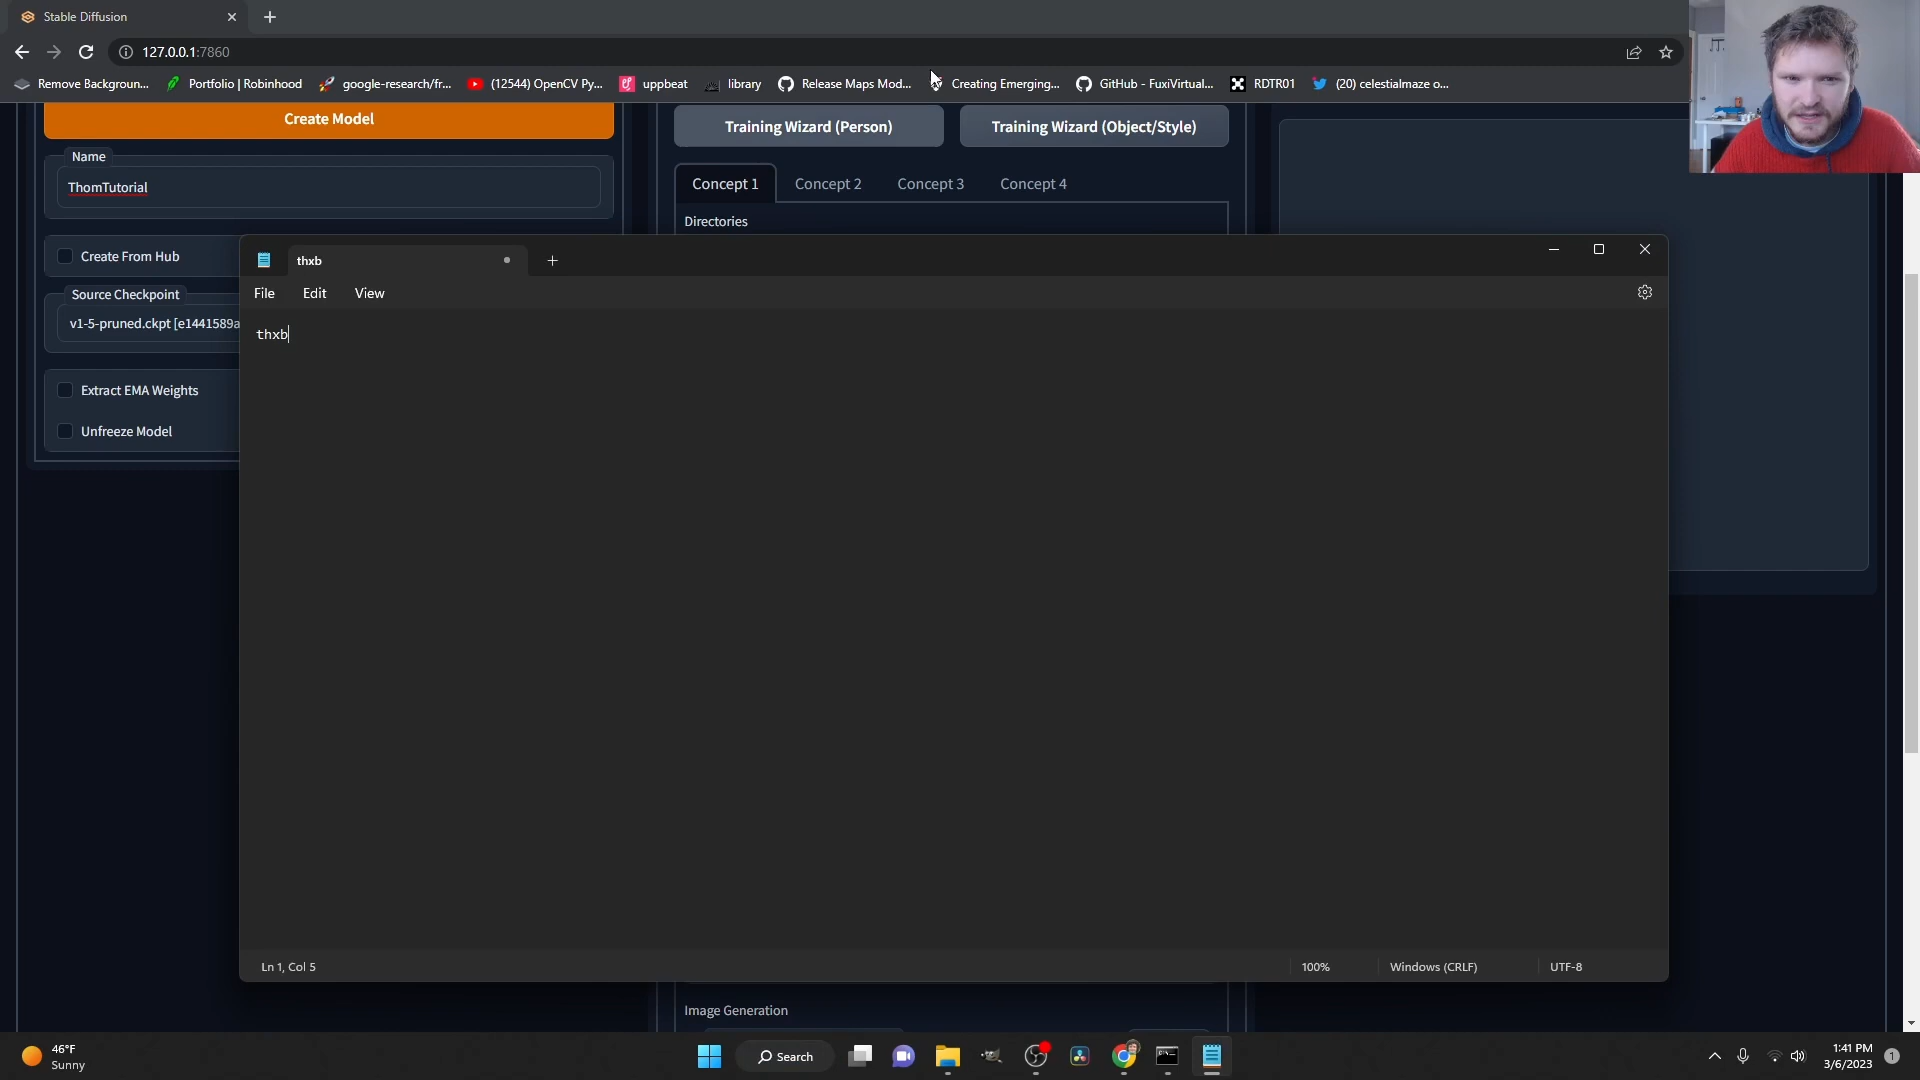 Stable Diffusion
127.0.0.1:7860
Remove Backgroun... Portfolio | Robinhood google-research/fr... (12544) OpenCV Py... uppbeat library Release Maps Mod... Creating Emerging... GitHub - FuxiVirtual... RDTR01 (20) celestialmaze o...
Create Model
Training Wizard (Person) Training Wizard (Object/Style)
Name
ThomTutorial
Concept 1 Concept 2 Concept 3 Concept 4
Directories
Create From Hub
thxb
File Edit View
Source Checkpoint
v1-5-pruned.ckpt [e1441589a
thxb
Extract EMA Weights
Unfreeze Model
Ln 1, Col 5 100% Windows (CRLF) UTF-8
Image Generation
46°F
Sunny
Search
1:41 PM
3/6/2023
1